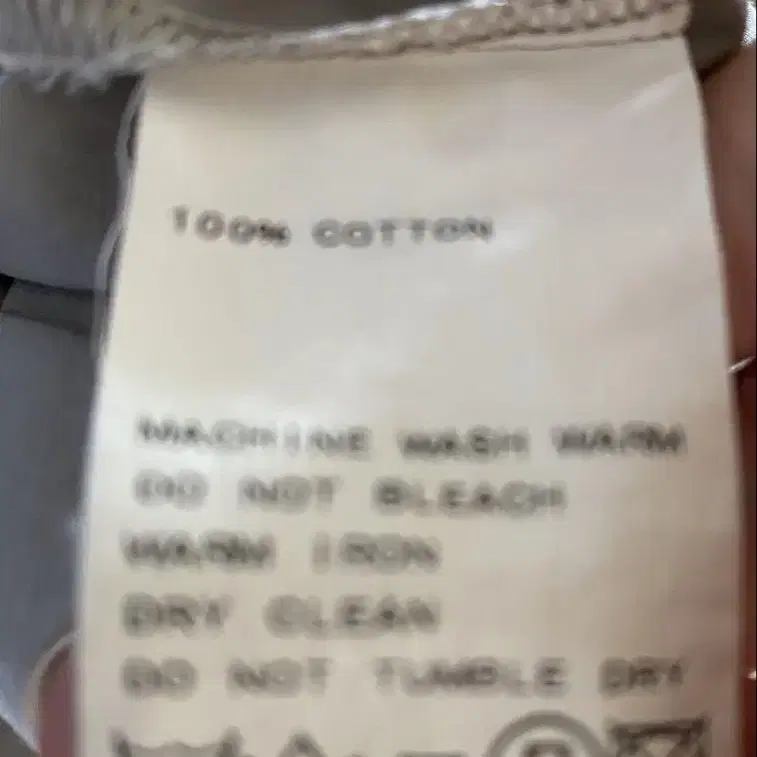 100% COTTON
MACHINE WASH WARM
DO NOT BLEACH
WARM IRON
DRY CLEAN
DO NOT TUMBLE DRY